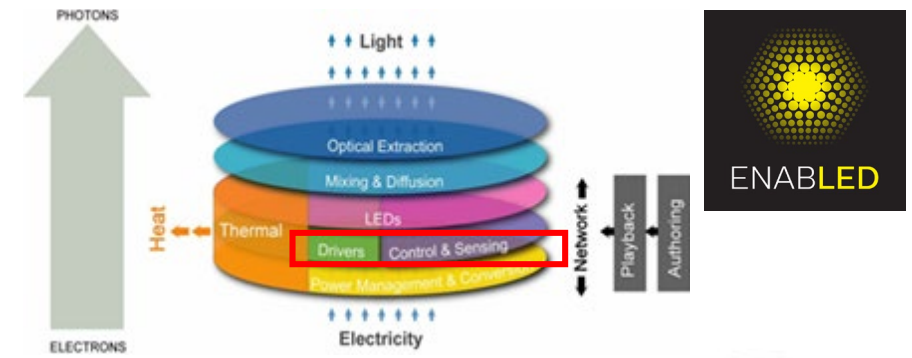 PHOTONS
Light
Optical Extraction
Mixing & Diffusion
LEDs
Thermal
Heat
Drivers
Control & Sensing
Power Management & Conversion
Electricity
ELECTRONS
Network
Playback
Authoring
ENABLED